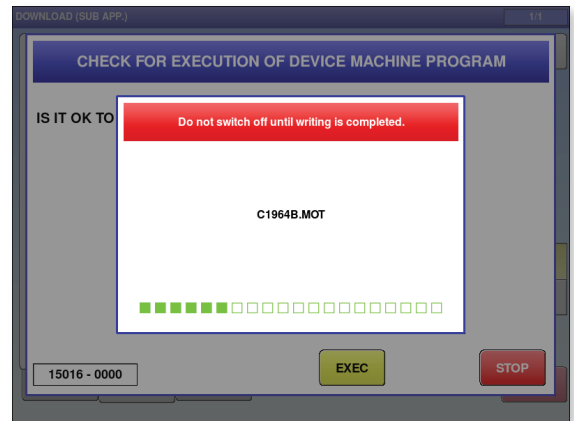 DOWNLOAD (SUB APP.) 1/1
CHECK FOR EXECUTION OF DEVICE MACHINE PROGRAM
IS IT OK TO
Do not switch off until writing is completed.
C1964B.MOT
EXEC
STOP
15016 - 0000